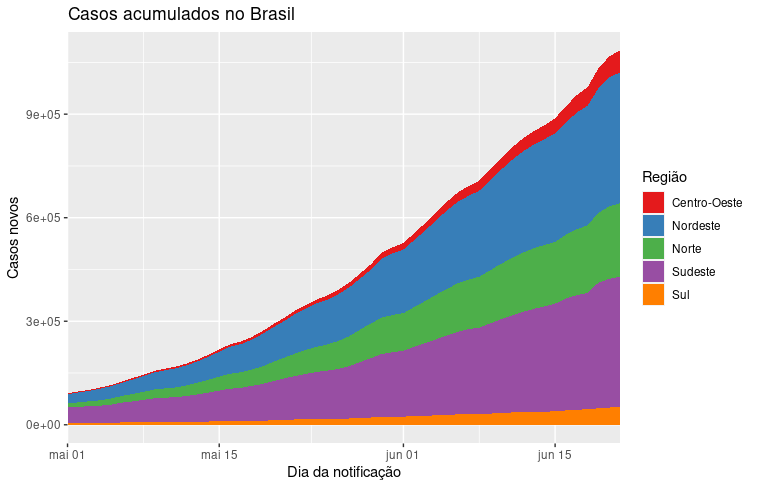 Casos acumulados no Brasil
Casos novos
9e+05
6e+05
3e+05
0e+00
mai 01
mai 15
jun 01
jun 15
Dia da notificação
Região
Centro-Oeste
Nordeste
Norte
Sudeste
Sul